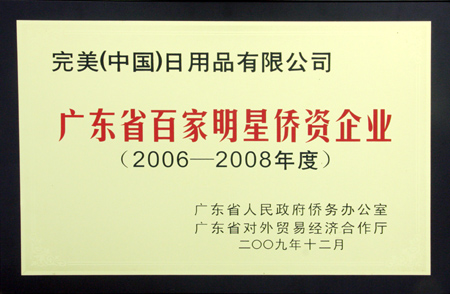 完美(中国)日用品有限公司
广东省百家明星侨资企业
(2006—2008年度)
广东省人民政府侨务办公室
广东省对外贸易经济合作厅
二〇〇九年十二月